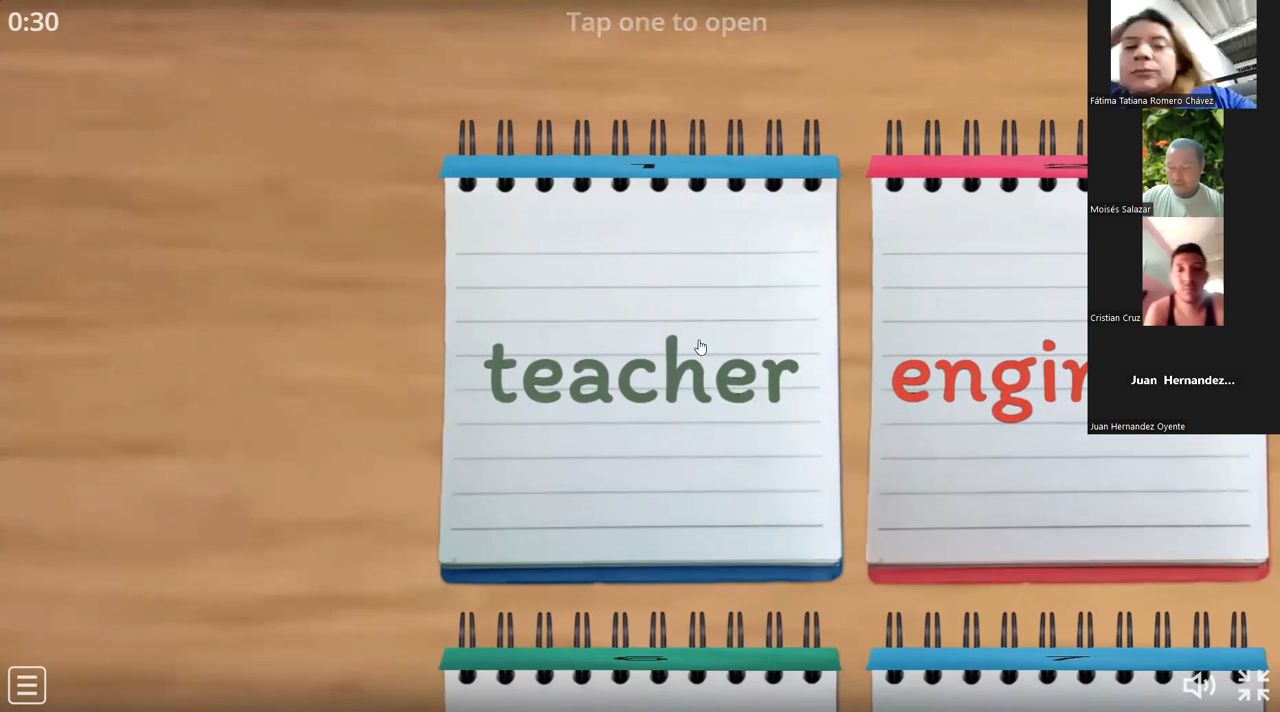 0:30
Tap one to open
teacher
Fátima Tatiana Romero Chávez
Moisés Salazar
Cristian Cruz
Juan Hernandez...
Juan Hernandez Oyente